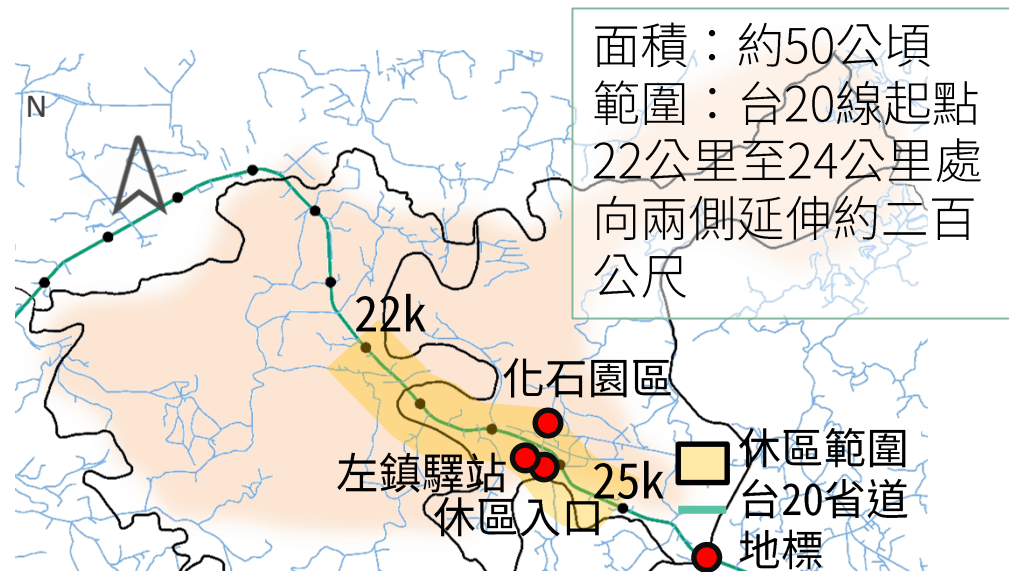 面積：約50公頃
範圍：台20線起點
22公里至24公里處
向兩側延伸約二百
公尺
N
22k
化石園區
左鎮驛站
25k
休區入口
休區範圍
台20省道
地標